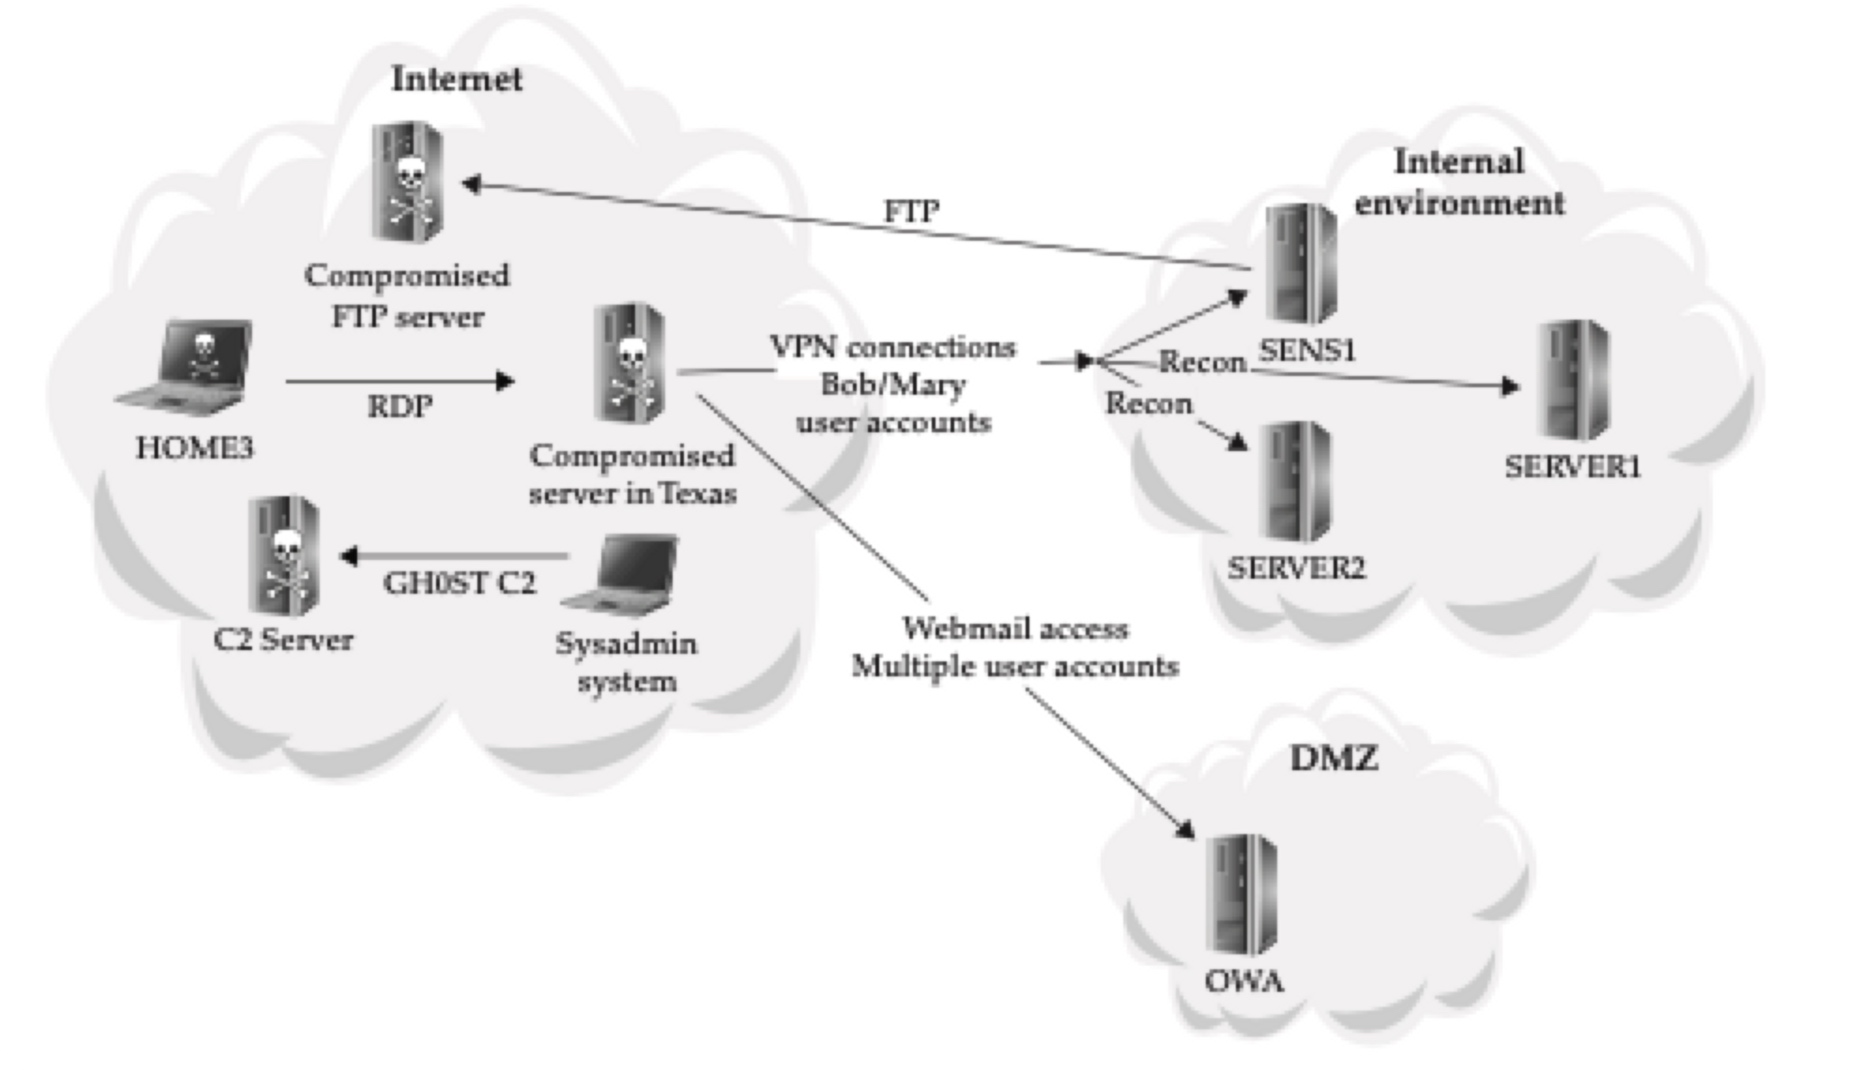 Internet
Compromised
FTP server
HOME3
RDP
Compromised
server in Texas
C2 Server
GH0ST C2
Sysadmin
system
FTP
VPN connections
Bob/Mary
user accounts
Webmail access
Multiple user accounts
Internal
environment
SENS1
Recon
Recon
SERVER1
SERVER2
DMZ
OWA